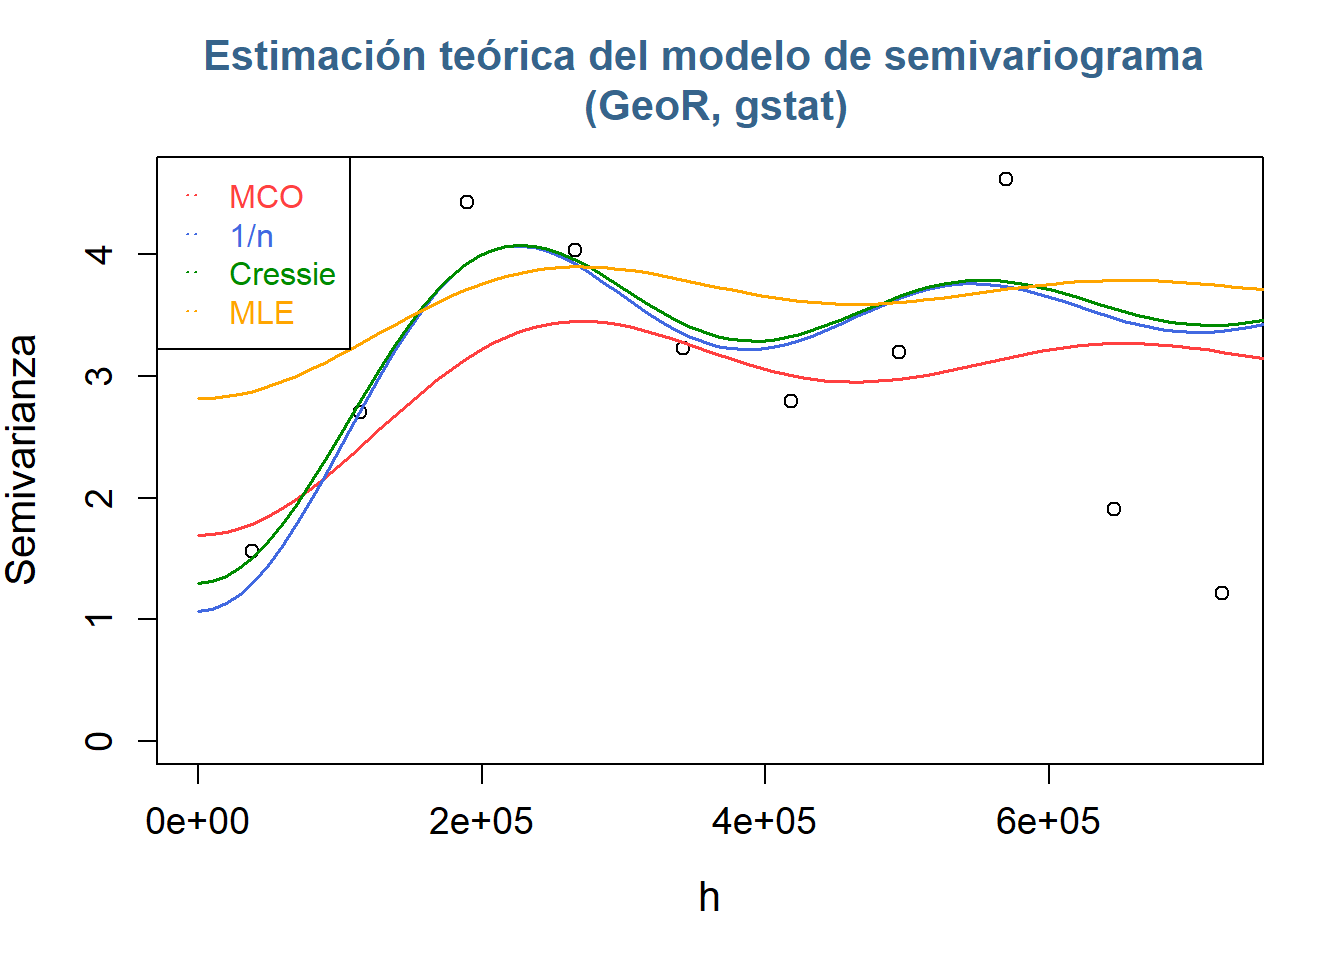 Estimación teórica del modelo de semivariograma
(GeoR, gstat)
MCO
1/n
Cressie
MLE
Semivarianza
4
3
2
1
0
0e+00 2e+05 4e+05 6e+05
h